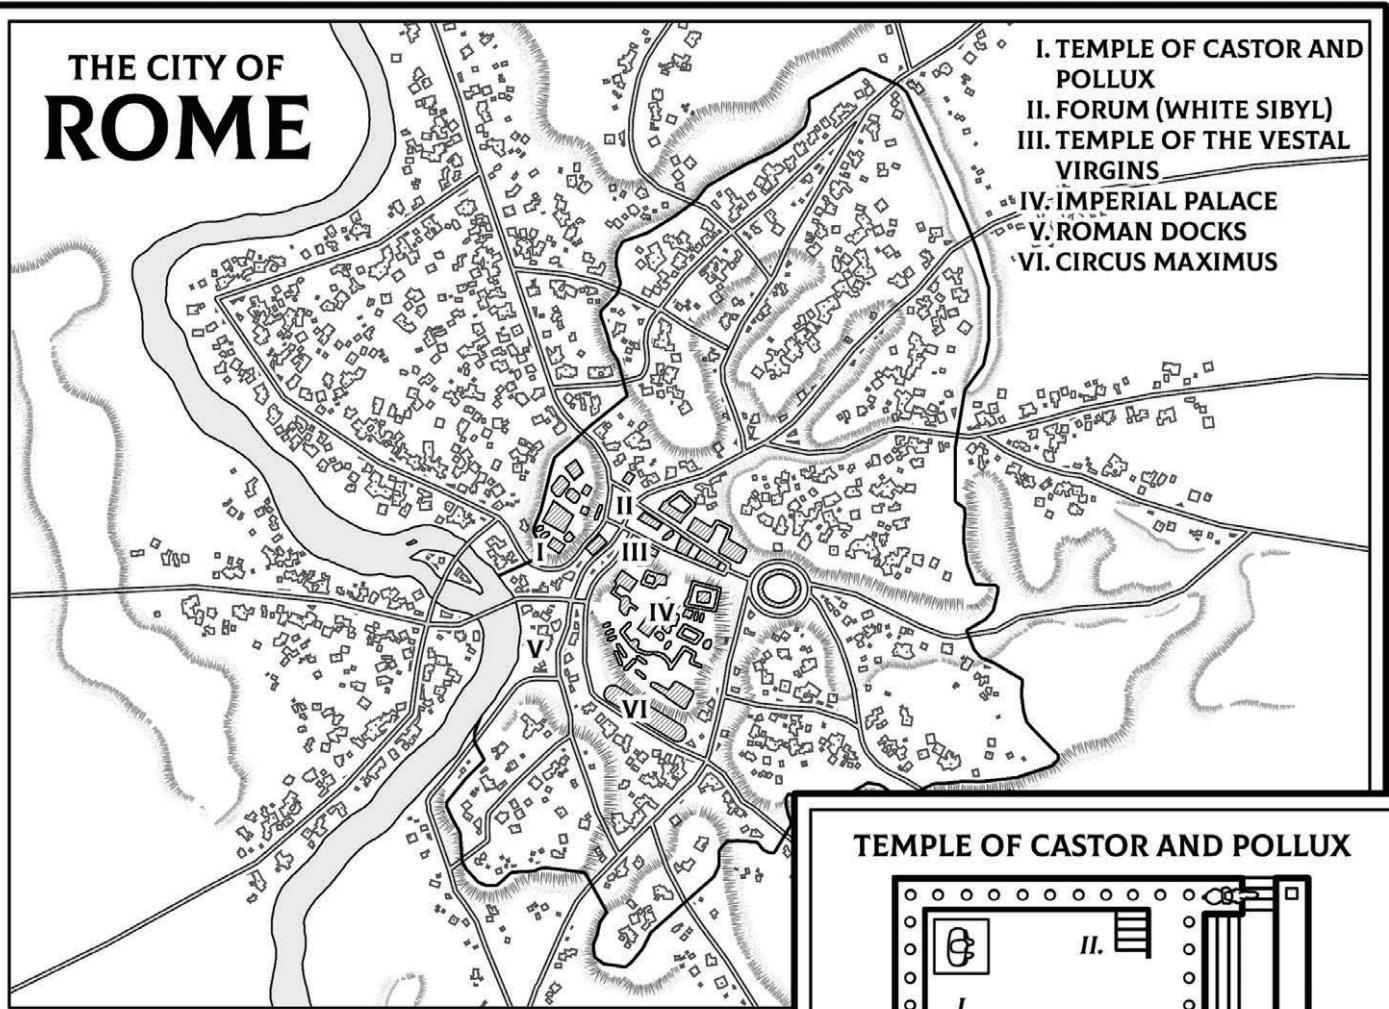 THE CITY OF
ROME
I. TEMPLE OF CASTOR AND
POLLUX
II. FORUM (WHITE SIBYL)
III. TEMPLE OF THE VESTAL
VIRGINS
IV. IMPERIAL PALACE
V. ROMAN DOCKS
VI. CIRCUS MAXIMUS
II
I
III
IV
V
VI
TEMPLE OF CASTOR AND POLLUX
II.
I.